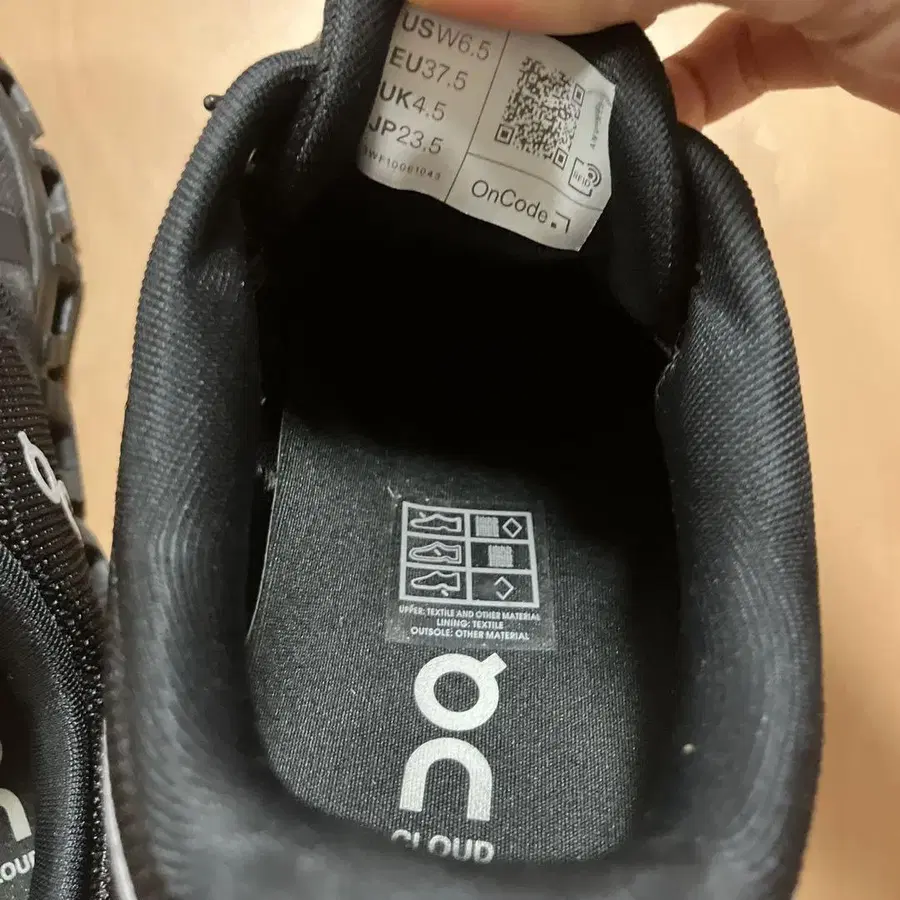 USW6.5
EU37.5
UK4.5
JP23.5
OnCode
RFID
UPPER: TEXTILE AND OTHER MATERIAL
LINING: TEXTILE
OUTSOLE: OTHER MATERIAL
On
CLOUD